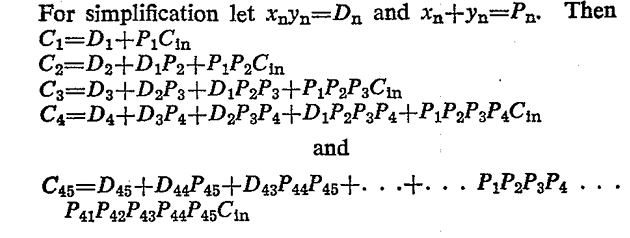 For simplification let xₙyₙ=Dₙ and xₙ+yₙ=Pₙ. Then
C₁=D₁+P₁Cᵢₙ
C₂=D₂+D₁P₂+P₁P₂Cᵢₙ
C₃=D₃+D₂P₃+D₁P₂P₃+P₁P₂P₃Cᵢₙ
C₄=D₄+D₃P₄+D₂P₃P₄+D₁P₂P₃P₄+P₁P₂P₃P₄Cᵢₙ
and
C₄₅=D₄₅+D₄₄P₄₅+D₄₃P₄₄P₄₅+. . .+. . . P₁P₂P₃P₄ . . .
P₄₁P₄₂P₄₃P₄₄P₄₅Cᵢₙ